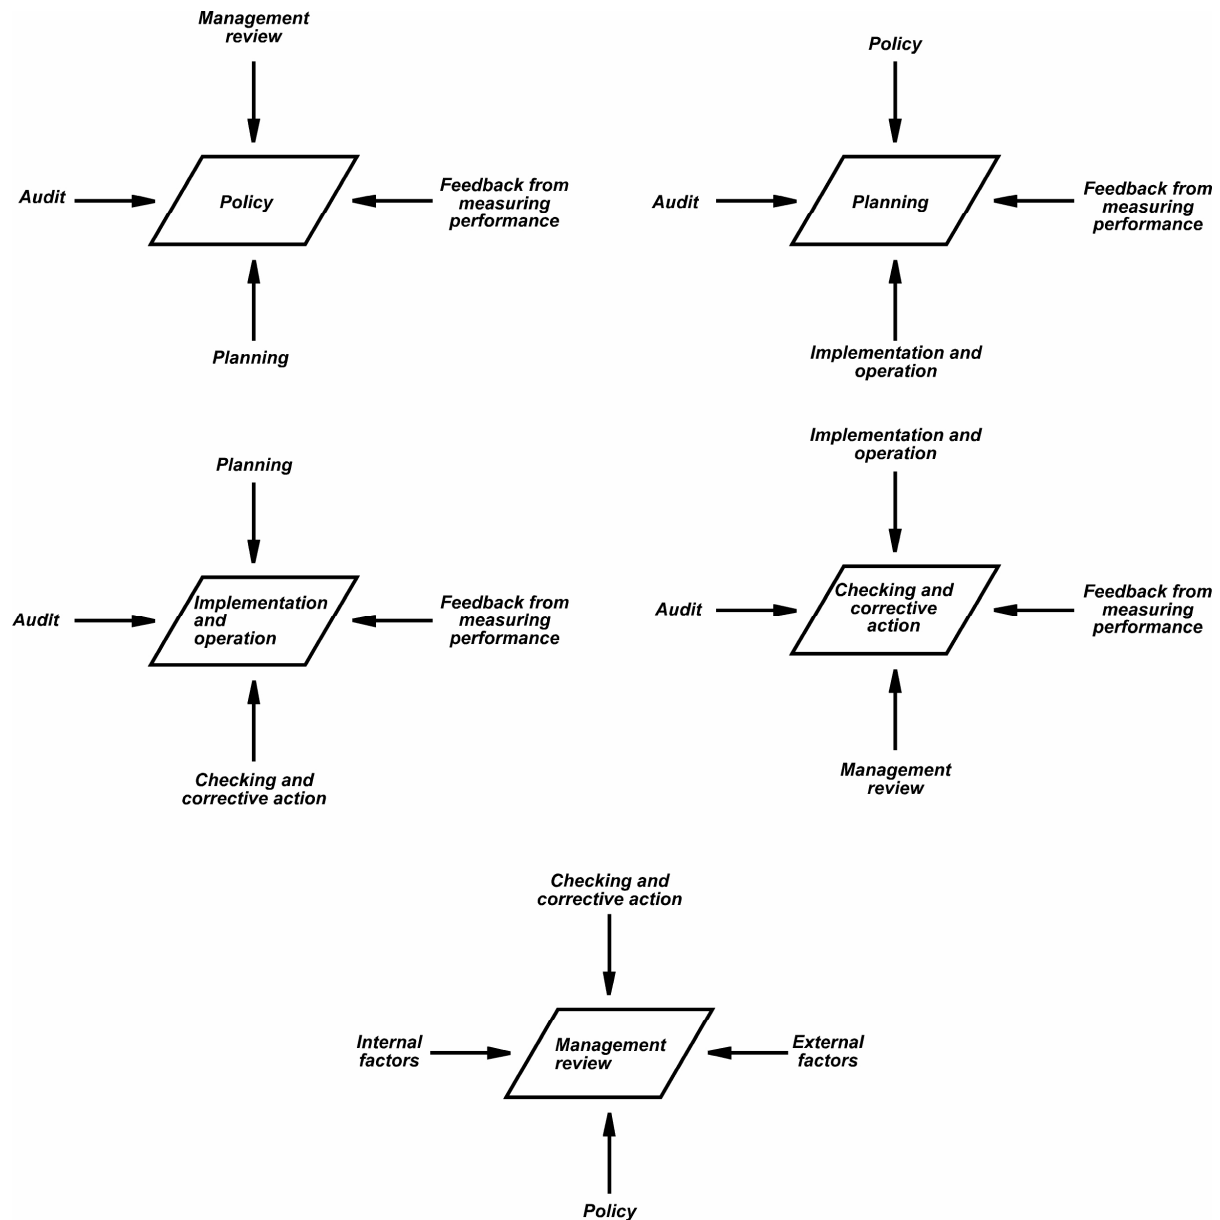 Management
review
Audit
Policy
Feedback from
measuring
performance
Planning
Policy
Audit
Planning
Feedback from
measuring
performance
Implementation and
operation
Planning
Audit
Implementation
and
operation
Feedback from
measuring
performance
Checking and
corrective action
Implementation and
operation
Audit
Checking and
corrective
action
Feedback from
measuring
performance
Management
review
Checking and
corrective action
Internal
factors
Management
review
External
factors
Policy